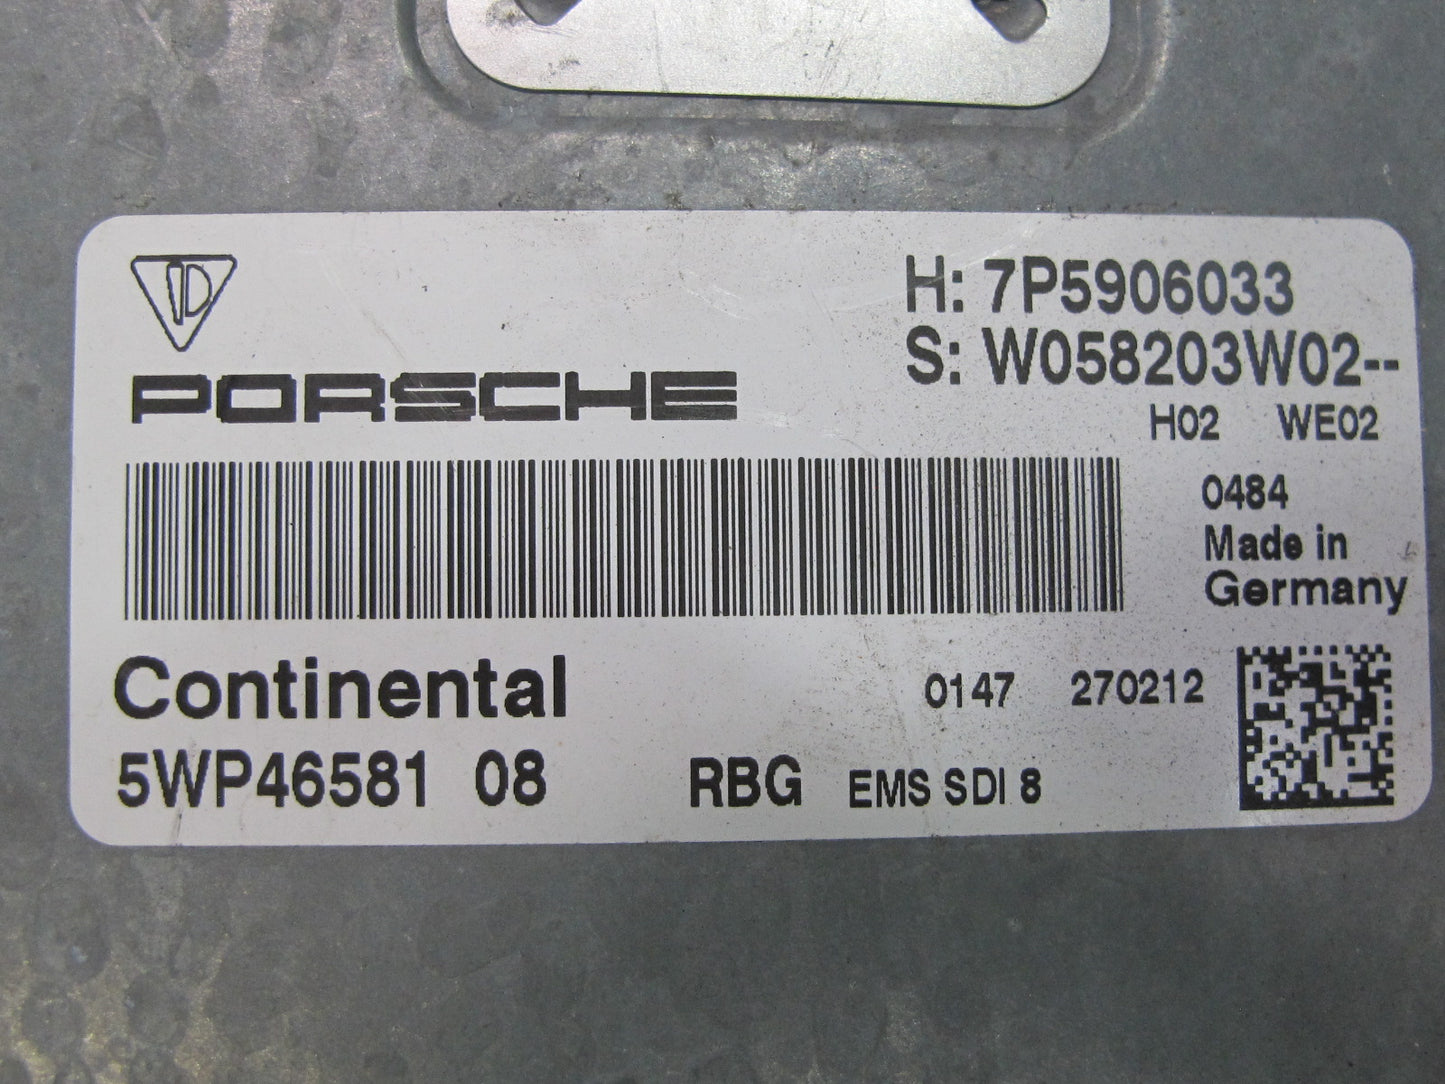 H: 7P5906033
S: W058203W02--
PORSCHE
H02 WE02
0484
Made in
Germany
Continental
0147 270212
5WP46581 08 RBG EMS SDI 8